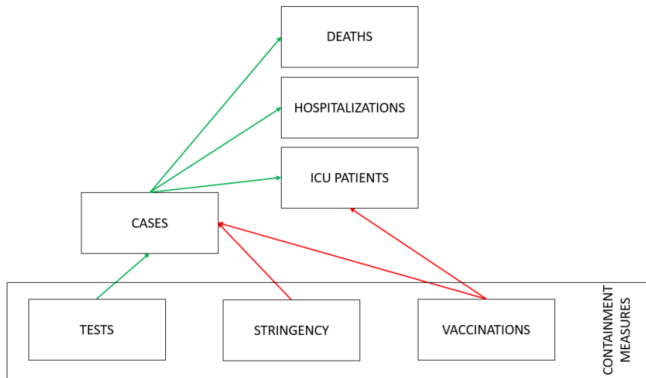 DEATHS
HOSPITALIZATIONS
ICU PATIENTS
CASES
TESTS
STRINGENCY
VACCINATIONS
CONTAINMENT
MEASURES